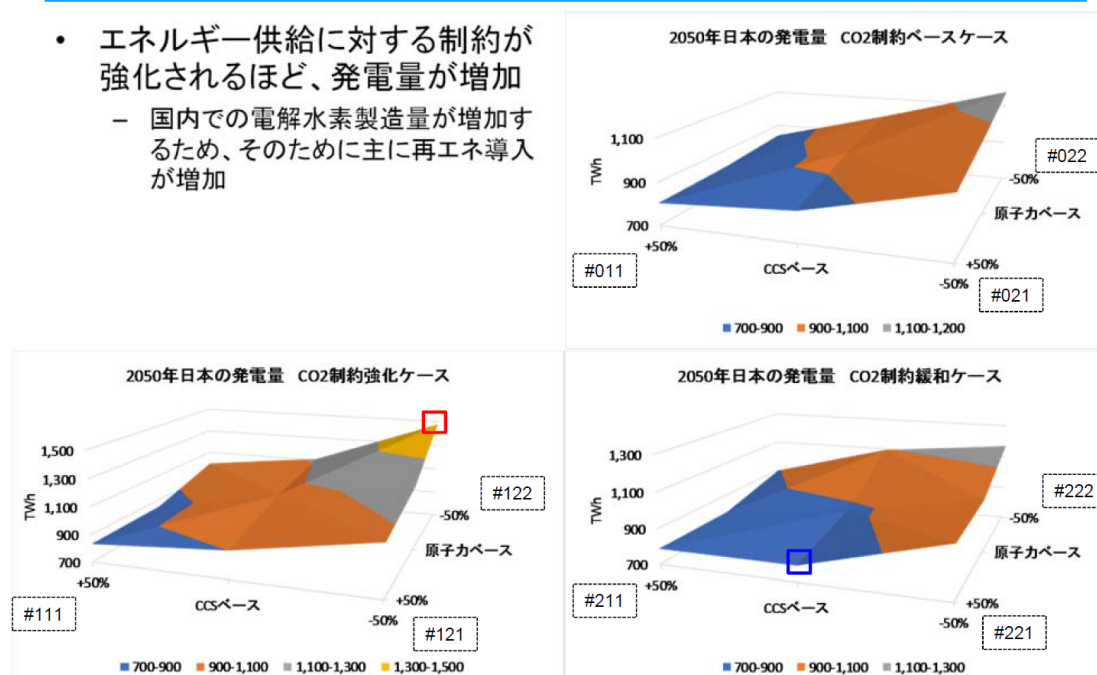 • エネルギー供給に対する制約が
強化されるほど、発電量が増加
– 国内での電解水素製造量が増加す
るため、そのために主に再エネ導入
が増加
2050年日本の発電量 CO2制約ベースケース
1,100
900
700
TWh
+50%
CCSベース
-50%
+50%
原子力ベース
-50%
#011
#021
#022
700-900 900-1,100 1,100-1,200
2050年日本の発電量 CO2制約強化ケース
1,500
1,300
1,100
900
700
TWh
+50%
CCSベース
-50%
+50%
原子力ベース
-50%
#111
#121
#122
700-900 900-1,100 1,100-1,300 1,300-1,500
2050年日本の発電量 CO2制約緩和ケース
1,300
1,100
900
700
TWh
+50%
CCSベース
-50%
+50%
原子力ベース
-50%
#211
#221
#222
700-900 900-1,100 1,100-1,300